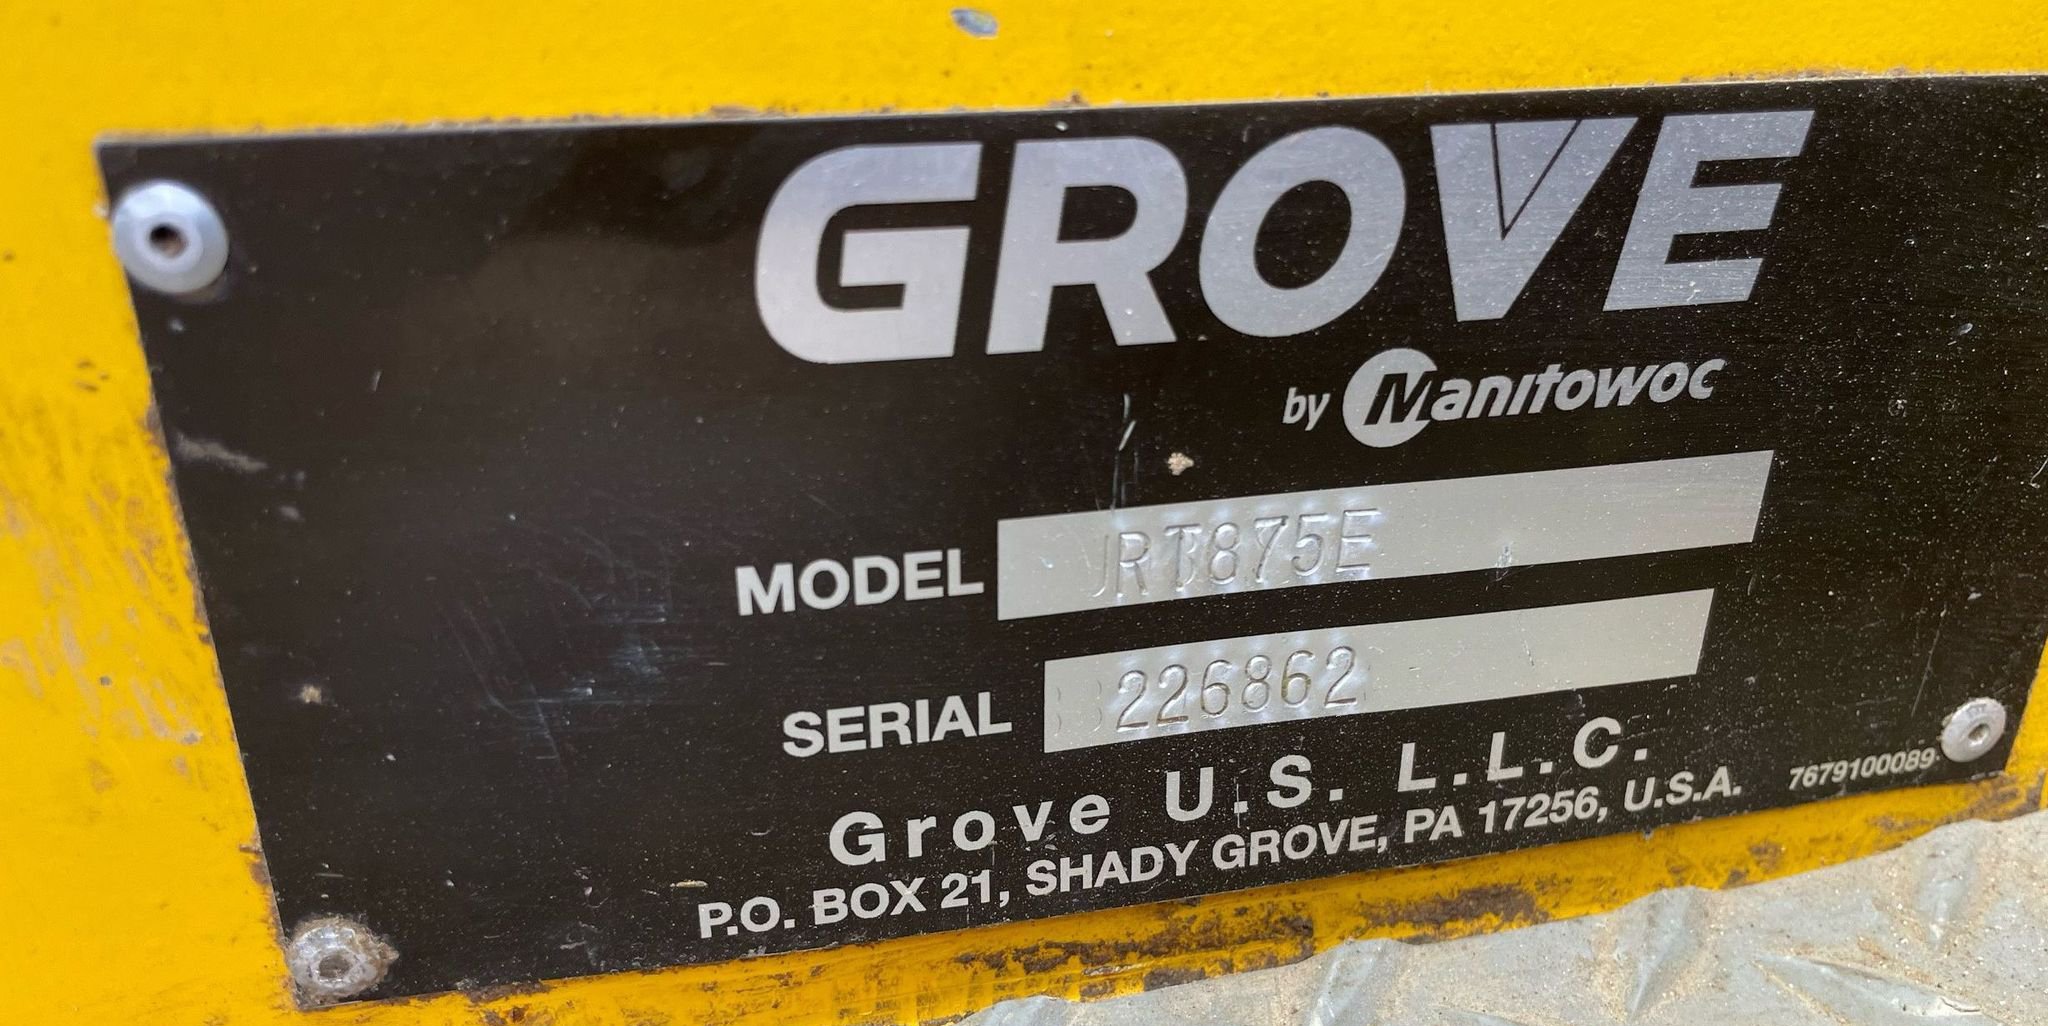 GROVE
by Manitowoc
MODEL RT875E
SERIAL 226862
Grove U.S. L.L.C.
P.O. BOX 21, SHADY GROVE, PA 17256, U.S.A.
7679100089